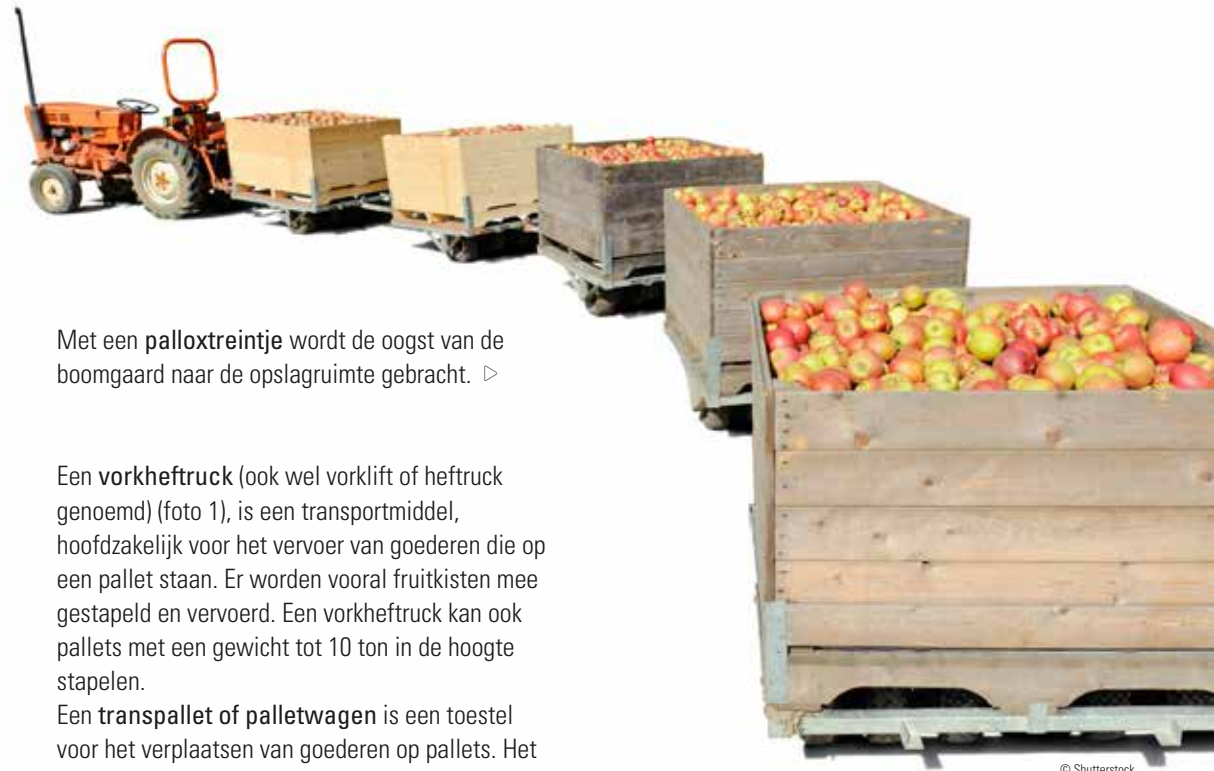 Met een palloxtreintje wordt de oogst van de
boomgaard naar de opslagruimte gebracht. ▷
Een vorkheftruck (ook wel vorklift of heftruck
genoemd) (foto 1), is een transportmiddel,
hoofdzakelijk voor het vervoer van goederen die op
een pallet staan. Er worden vooral fruitkisten mee
gestapeld en vervoerd. Een vorkheftruck kan ook
pallets met een gewicht tot 10 ton in de hoogte
stapelen.
Een transpallet of palletwagen is een toestel
voor het verplaatsen van goederen op pallets. Het
© Shutterstock